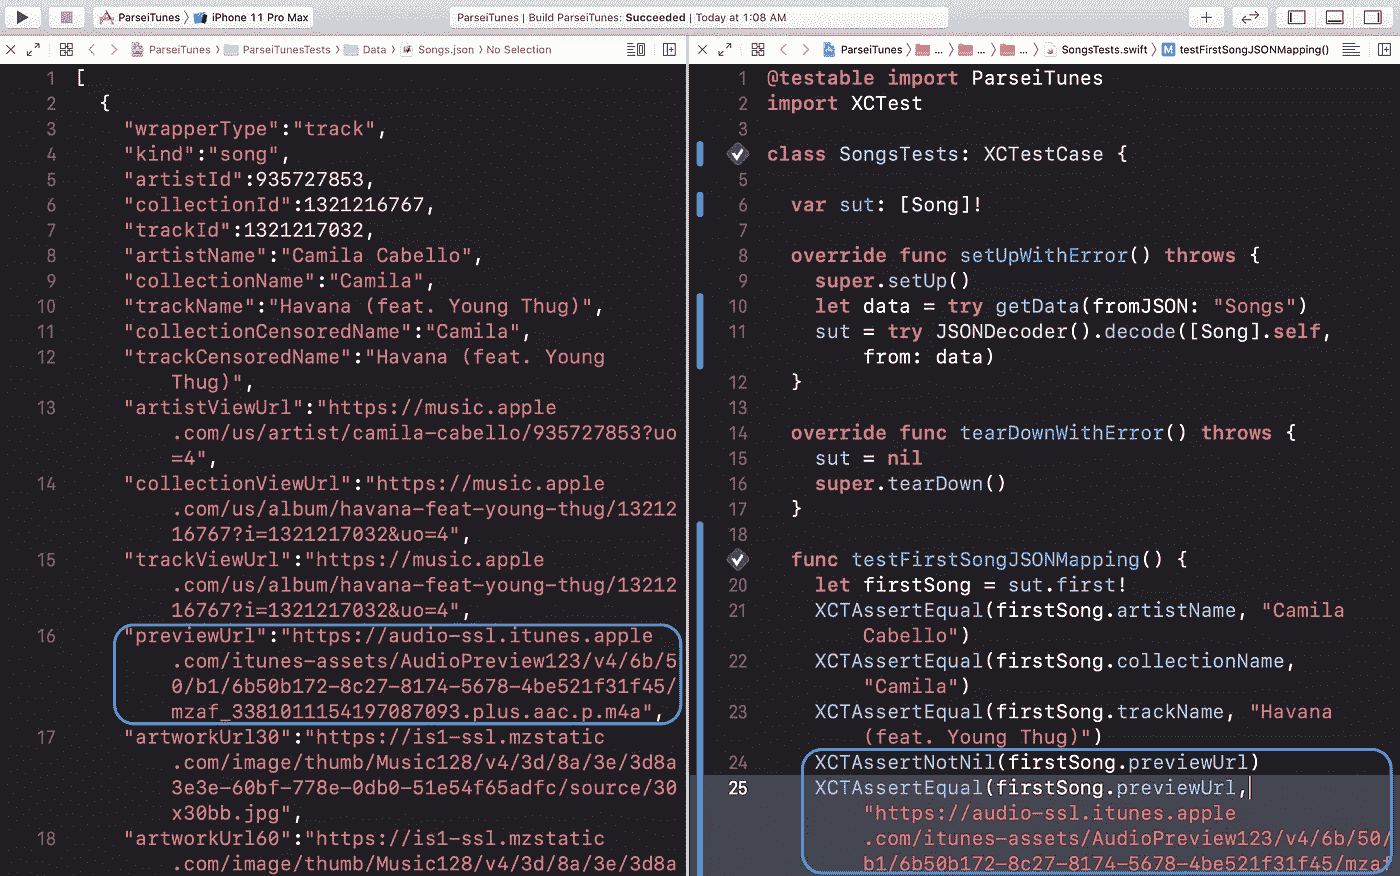 ParseiTunes 〉 iPhone 11 Pro Max
ParseiTunes | Build ParseiTunes: Succeeded | Today at 1:08 AM
ParseiTunes 〉 ParseiTunesTests 〉 Data 〉 Songs.json 〉 No Selection
1 [
2 {
3 "wrapperType":"track",
4 "kind":"song",
5 "artistId":935727853,
6 "collectionId":1321216767,
7 "trackId":1321217032,
8 "artistName":"Camila Cabello",
9 "collectionName":"Camila",
10 "trackName":"Havana (feat. Young Thug)",
11 "collectionCensoredName":"Camila",
12 "trackCensoredName":"Havana (feat. Young
Thug)",
13 "artistViewUrl":"https://music.apple
.com/us/artist/camila-cabello/935727853?uo
=4",
14 "collectionViewUrl":"https://music.apple
.com/us/album/havana-feat-young-thug/13212
16767?i=1321217032&uo=4",
15 "trackViewUrl":"https://music.apple
.com/us/album/havana-feat-young-thug/13212
16767?i=1321217032&uo=4",
16 "previewUrl":"https://audio-ssl.itunes.apple
.com/itunes-assets/AudioPreview123/v4/6b/5
0/b1/6b50b172-8c27-8174-5678-4be521f31f45/
mzaf_3381011154197087093.plus.aac.p.m4a",
17 "artworkUrl30":"https://is1-ssl.mzstatic
.com/image/thumb/Music128/v4/3d/8a/3e/3d8a
3e3e-60bf-778e-0db0-51e54f65adfc/source/30
x30bb.jpg",
18 "artworkUrl60":"https://is1-ssl.mzstatic
.com/image/thumb/Music128/v4/3d/8a/3e/3d8a
ParseiTunes 〉 ... 〉 ... 〉 ... 〉 SongsTests.swift 〉 M testFirstSongJSONMapping()
1 @testable import ParseiTunes
2 import XCTest
3
4 class SongsTests: XCTestCase {
5
6 var sut: [Song]!
7
8 override func setUpWithError() throws {
9 super.setUp()
10 let data = try getData(fromJSON: "Songs")
11 sut = try JSONDecoder().decode([Song].self,
from: data)
12 }
13
14 override func tearDownWithError() throws {
15 sut = nil
16 super.tearDown()
17 }
18
func testFirstSongJSONMapping() {
20 let firstSong = sut.first!
21 XCTAssertEqual(firstSong.artistName, "Camila
Cabello")
22 XCTAssertEqual(firstSong.collectionName,
"Camila")
23 XCTAssertEqual(firstSong.trackName, "Havana
(feat. Young Thug)")
24 XCTAssertNotNil(firstSong.previewUrl)
25 XCTAssertEqual(firstSong.previewUrl,
"https://audio-ssl.itunes.apple
.com/itunes-assets/AudioPreview123/v4/6b/50/
b1/6b50b172-8c27-8174-5678-4be521f31f45/mzaf